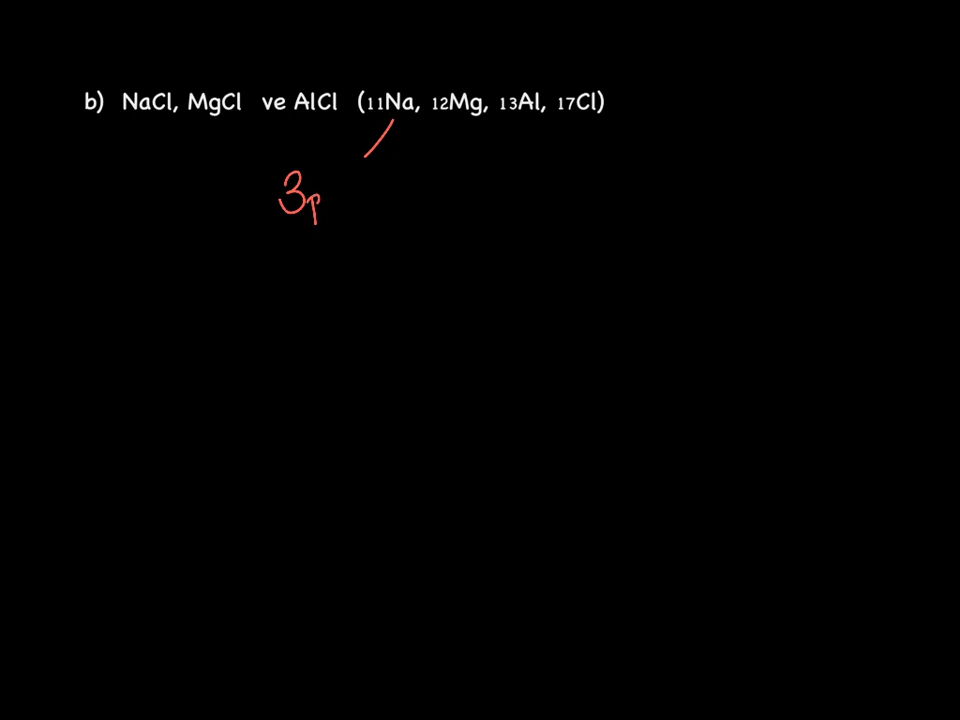 b) NaCl, MgCl ve AlCl (₁₁Na, ₁₂Mg, ₁₃Al, ₁₇Cl)
3p